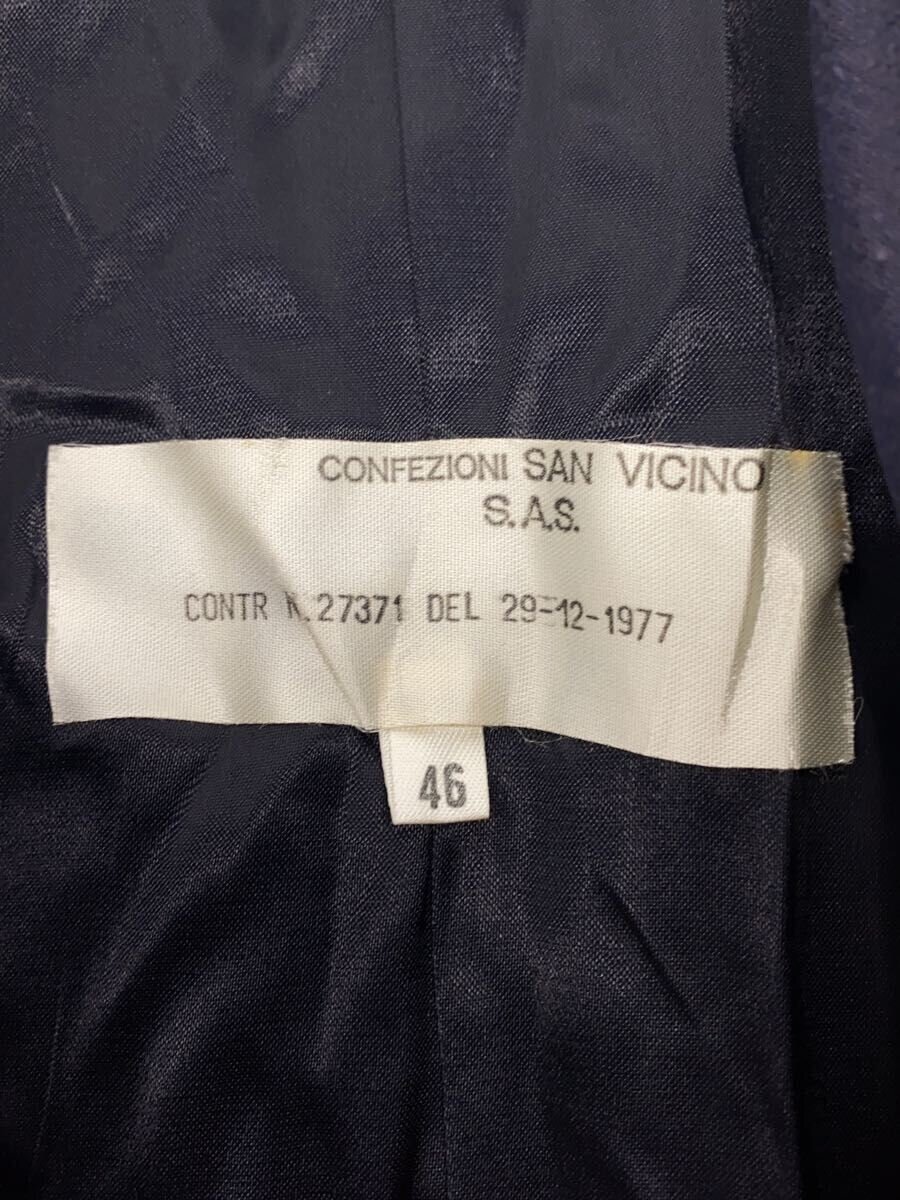 CONFEZIONI SAN VICINO
S.A.S.
CONTR N.27371 DEL 29-12-1977
46